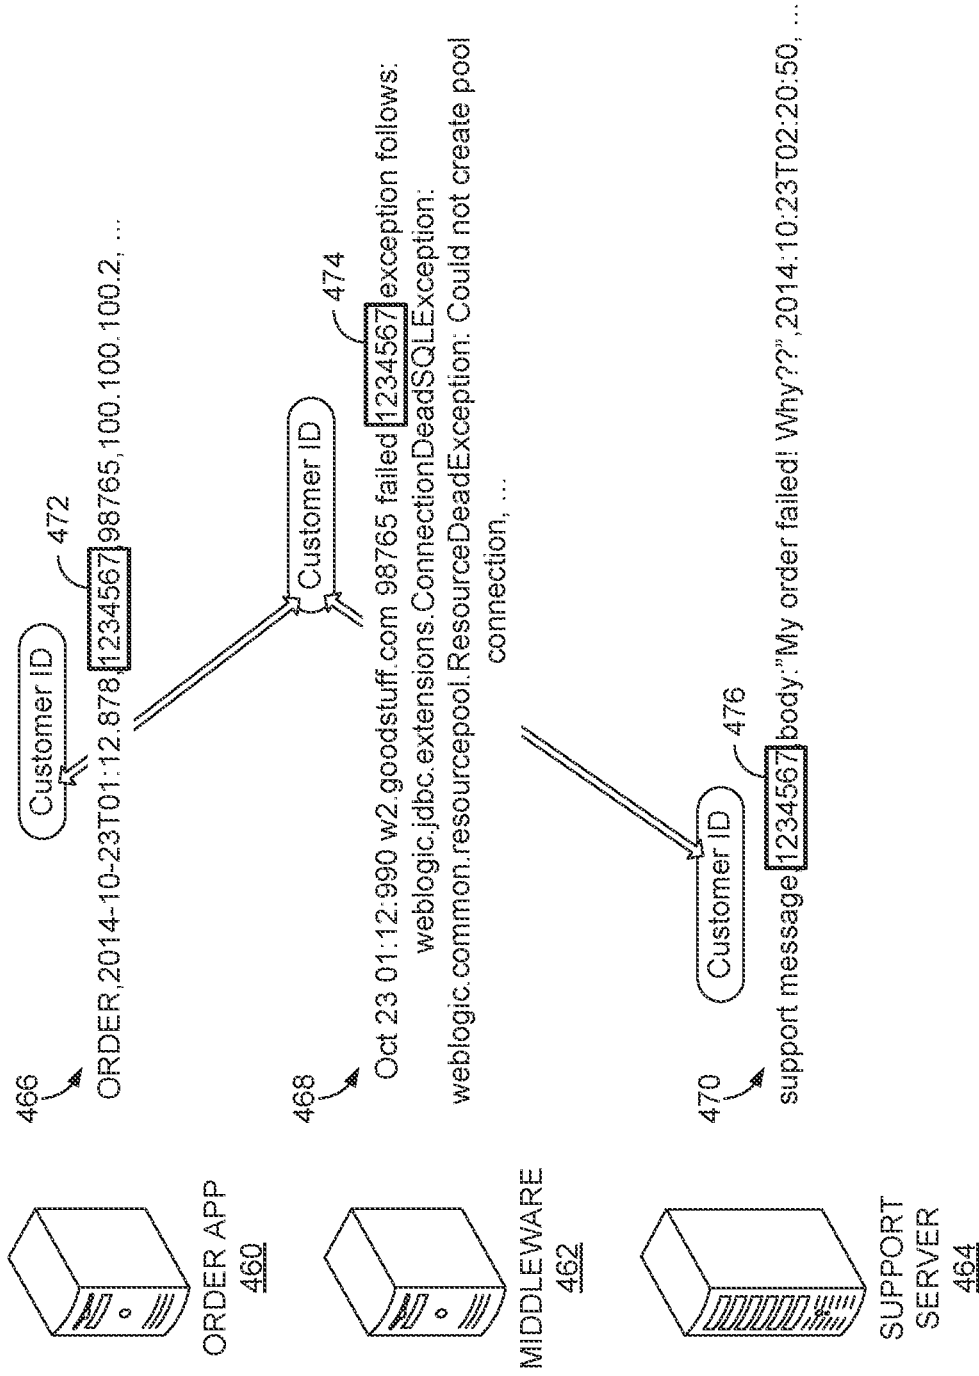 466
Customer ID
472
ORDER,2014-10-23T01:12.878,1234567,98765,100.100.100.2, ...
ORDER APP
460
468
Customer ID
474
Oct 23 01:12:990 w2.goodstuff.com 98765 failed 1234567 exception follows:
weblogic.jdbc.extensions.ConnectionDeadSQLException:
weblogic.common.resourcepool.ResourceDeadException: Could not create pool
connection, ...
MIDDLEWARE
462
470
Customer ID
476
support message,1234567,body:"My order failed! Why??",2014:10:23T02:20:50, ...
SUPPORT
SERVER
464